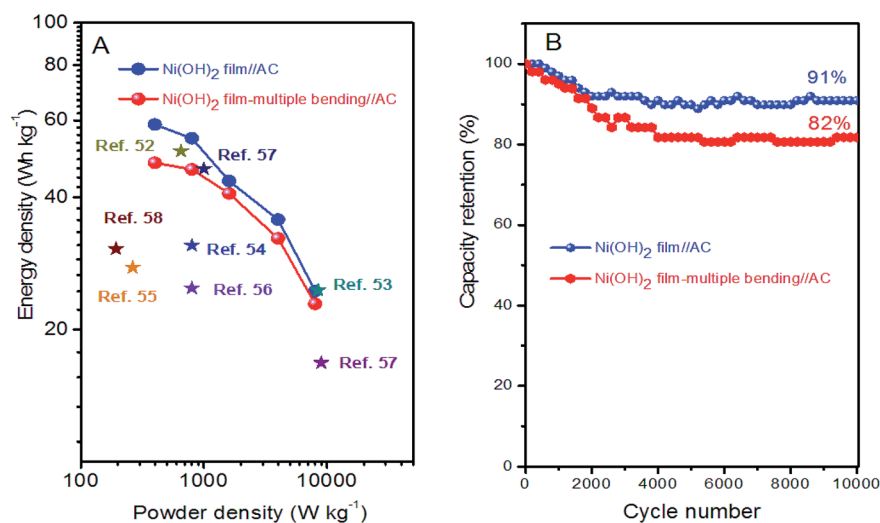 A
Ni(OH)2 film//AC
Ni(OH)2 film-multiple bending//AC
Ref. 52
Ref. 57
Ref. 58
Ref. 54
Ref. 55
Ref. 56
Ref. 53
Ref. 57
100
80
60
40
20
Energy density (Wh kg-1)
100
1000
10000
Powder density (W kg-1)
B
91%
82%
Ni(OH)2 film//AC
Ni(OH)2 film-multiple bending//AC
100
80
60
40
20
0
Capacity retention (%)
0
2000
4000
6000
8000
10000
Cycle number